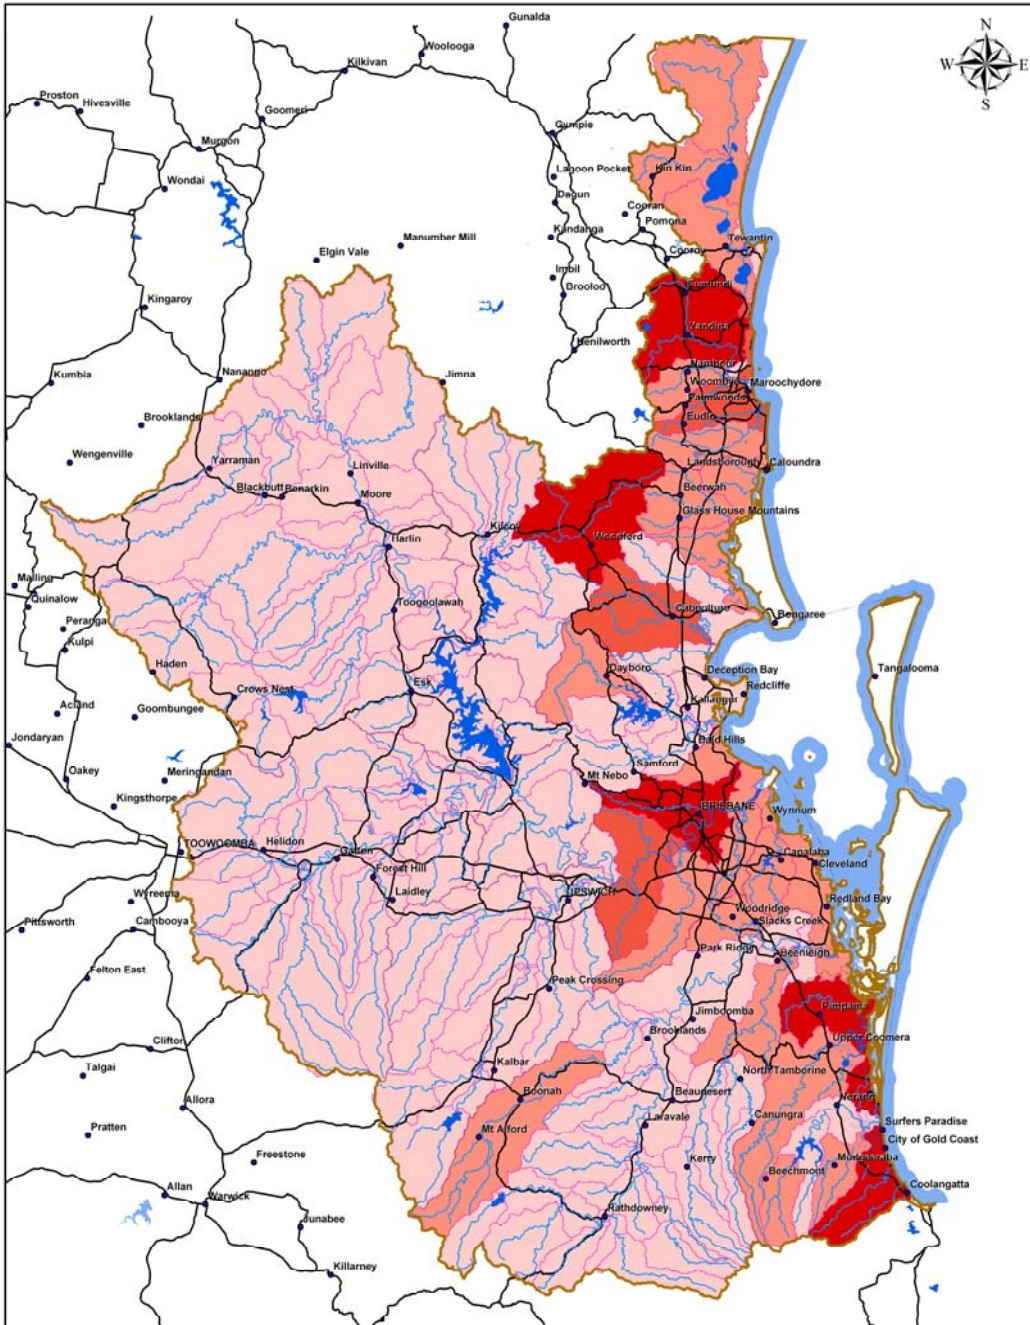 Gunalda
N
Woolooga
W
E
Kilkivan
S
Proston
Hivesville
Goomeri
Gympie
Murgon
Lagoon Pocket
Kin Kin
Wondai
Dagun
Cooran
Pomona
Kandanga
Tewantin
Manumber Mill
Elgin Vale
Cooroy
Imbil
Eumundi
Brooloo
Kingaroy
Yandina
Kenilworth
Nambour
Kumbia
Nanango
Jimna
Woombye
Maroochydore
Palmwoods
Brooklands
Eudlo
Wengenville
Yarraman
Linville
Landsborough
Caloundra
Blackbutt
Benarkin
Moore
Beerwah
Glass House Mountains
Kilcoy
Harlin
Woodford
Malling
Quinalow
Toogoolawah
Caboolture
Bongaree
Peranga
Kulpi
Haden
Dayboro
Deception Bay
Tangalooma
Crows Nest
Esk
Redcliffe
Kallangur
Acland
Goombungee
Jondaryan
Bald Hills
Oakey
Meringandan
Samford
Mt Nebo
Kingsthorpe
BRISBANE
Wynnum
TOOWOOMBA
Helidon
Gatton
Capalaba
Cleveland
Forest Hill
Wyreema
Laidley
IPSWICH
Redland Bay
Woodridge
Pittsworth
Cambooya
Slacks Creek
Park Ridge
Beenleigh
Felton East
Peak Crossing
Pimpama
Jimboomba
Brooklands
Upper Coomera
Clifton
Kalbar
Talgai
North Tamborine
Boonah
Beaudesert
Nerang
Allora
Laravale
Canungra
Surfers Paradise
Pratten
Mt Alford
City of Gold Coast
Freestone
Kerry
Beechmont
Mudgeeraba
Allan
Coolangatta
Warwick
Junabee
Rathdowney
Killarney